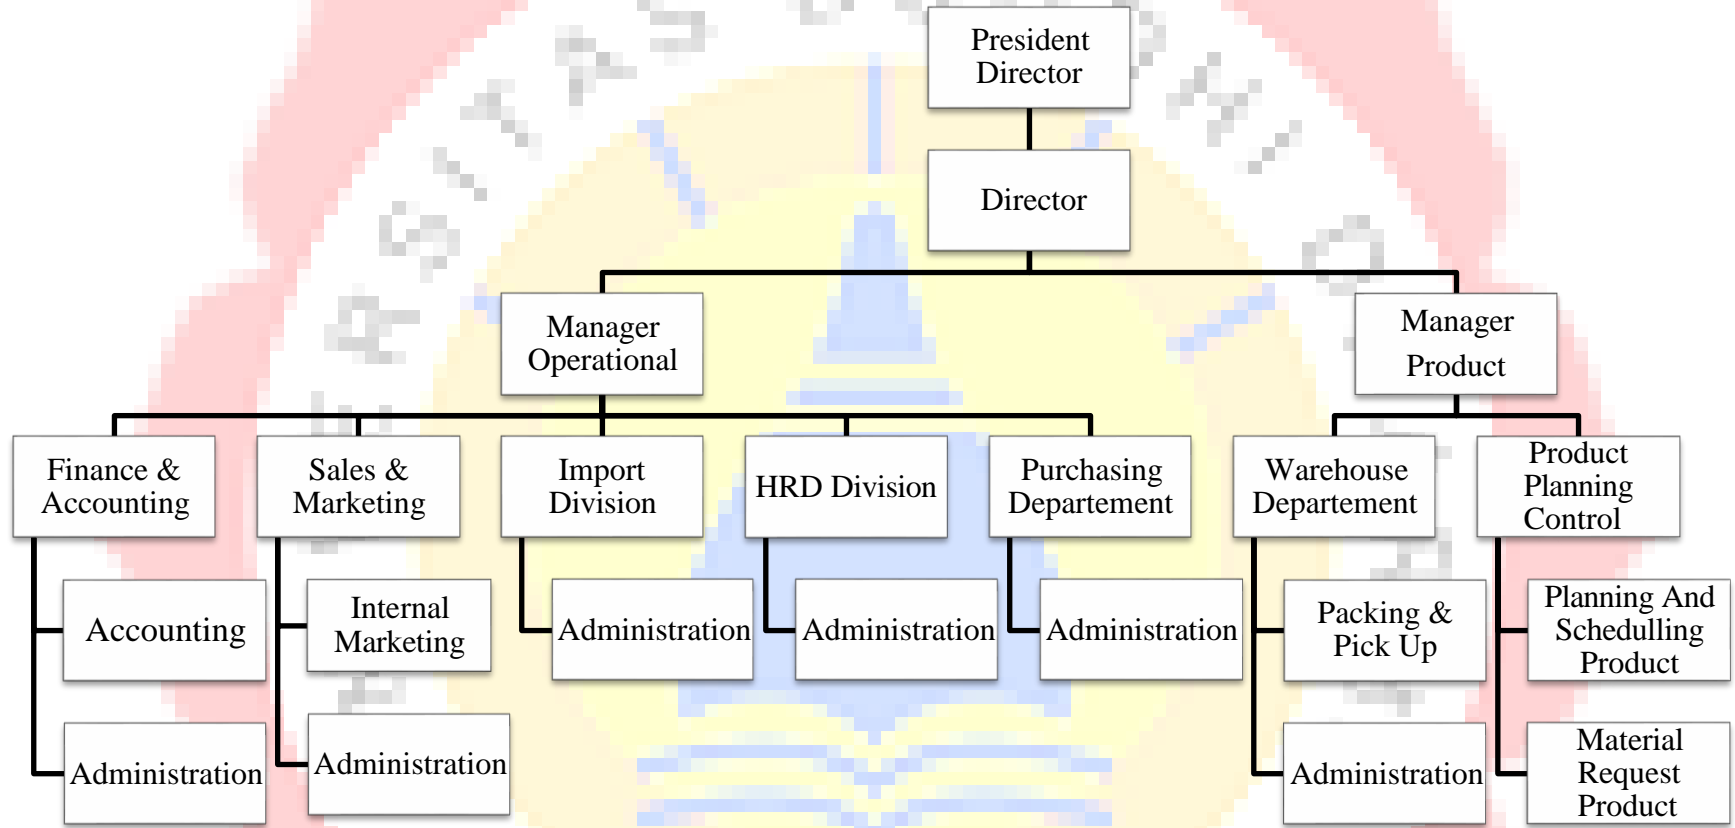 President
Director
Director
Manager
Operational
Manager
Product
Finance &
Accounting
Sales &
Marketing
Import
Division
HRD Division
Purchasing
Departement
Warehouse
Departement
Product
Planning
Control
Accounting
Internal
Marketing
Administration
Administration
Administration
Packing &
Pick Up
Planning And
Schedulling
Product
Administration
Administration
Administration
Material
Request
Product